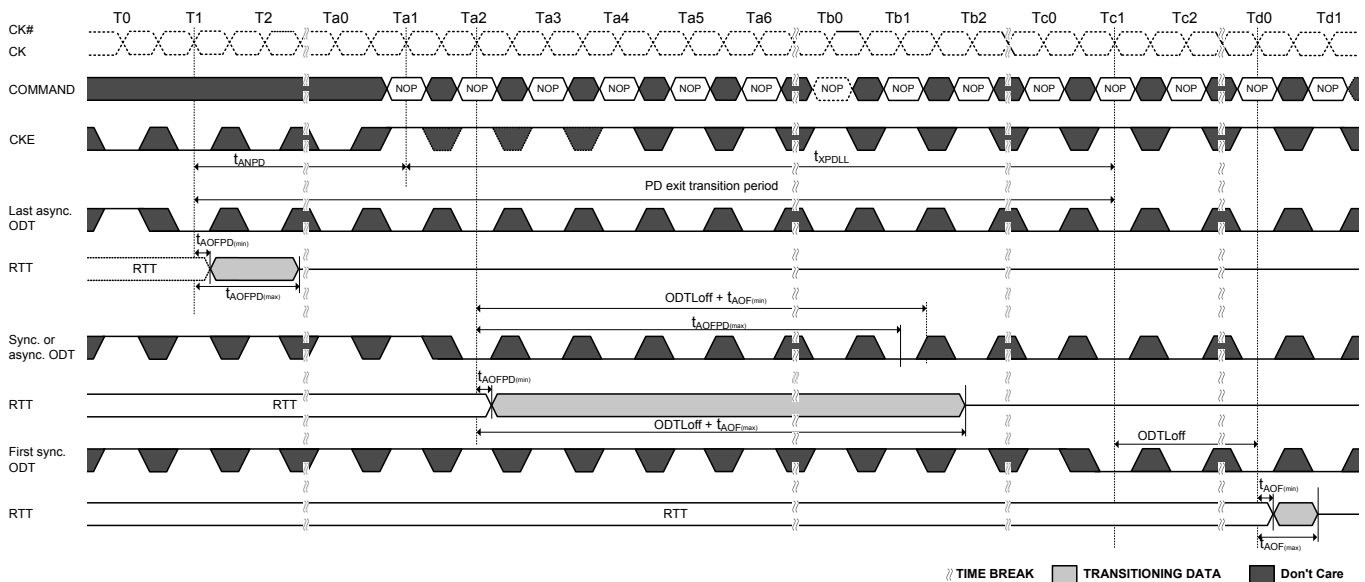 T0 T1 T2 Ta0 Ta1 Ta2 Ta3 Ta4 Ta5 Ta6 Tb0 Tb1 Tb2 Tc0 Tc1 Tc2 Td0 Td1
CK#
CK
COMMAND NOP NOP NOP NOP NOP NOP NOP NOP NOP NOP NOP NOP NOP NOP
CKE
tANPD tXPDLL
PD exit transition period
Last async.
ODT
tAOFPD(min)
RTT RTT
tAOFPD(max)
ODTLoff + tAOF(min)
tAOFPD(max)
Sync. or
async. ODT
tAOFPD(min)
RTT RTT
ODTLoff + tAOF(max)
ODTLoff
First sync.
ODT
tAOF(min)
RTT RTT
tAOF(max)
TIME BREAK TRANSITIONING DATA Don't Care